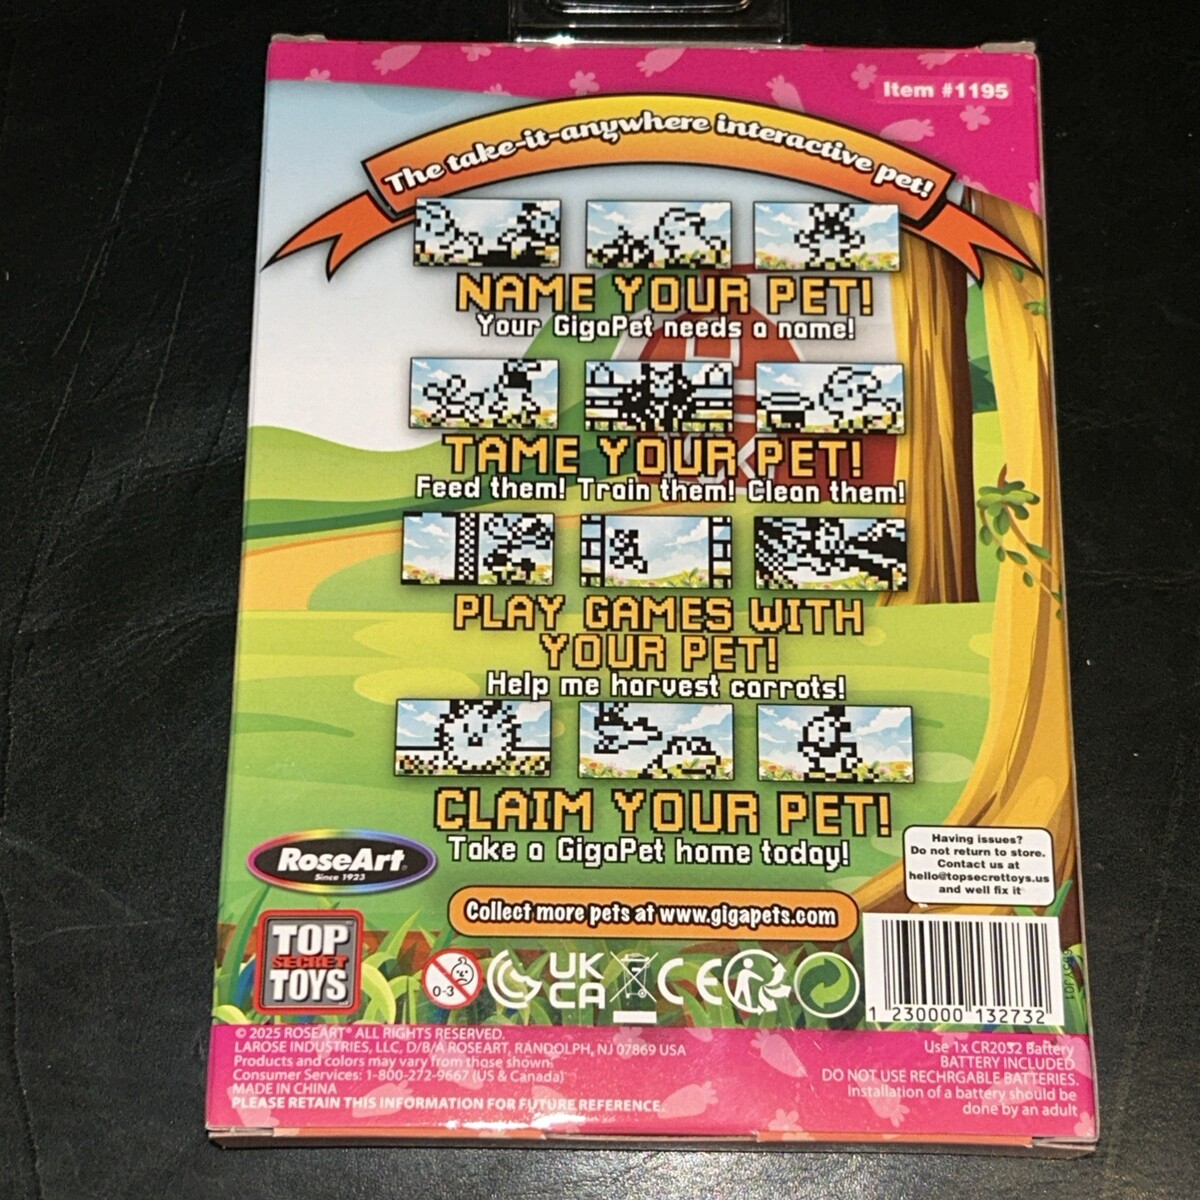 Item #1195
The take-it-anywhere interactive pet!
NAME YOUR PET!
Your GigaPet needs a name!
TAME YOUR PET!
Feed them! Train them! Clean them!
PLAY GAMES WITH
YOUR PET!
Help me harvest carrots!
CLAIM YOUR PET!
Take a GigaPet home today!
RoseArt®
Since 1923
Having issues?
Do not return to store.
Contact us at
hello@topsecrettoys.us
and well fix it
Collect more pets at www.gigapets.com
TOP
SECRET
TOYS
0-3
UK
CA
CE
1 230000 132732
© 2025 ROSEART® ALL RIGHTS RESERVED.
LAROSE INDUSTRIES, LLC, D/B/A ROSEART, RANDOLPH, NJ 07869 USA
Products and colors may vary from those shown.
Consumer Services: 1-800-272-9667 (US & Canada)
MADE IN CHINA
PLEASE RETAIN THIS INFORMATION FOR FUTURE REFERENCE.
Use 1x CR2032 Battery
BATTERY INCLUDED
DO NOT USE RECHRGABLE BATTERIES.
Installation of a battery should be
done by an adult